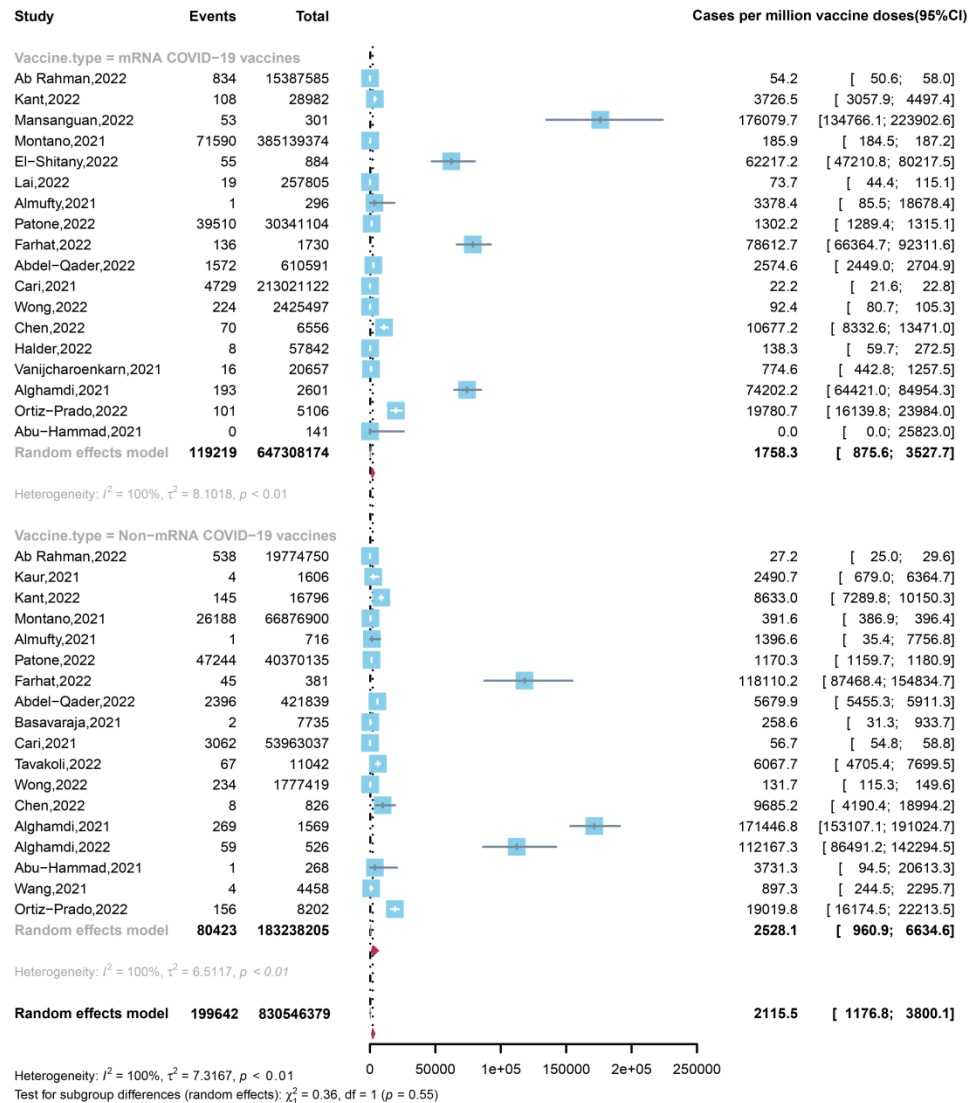 Study Events Total Cases per million vaccine doses(95%CI)
Vaccine.type = mRNA COVID−19 vaccines
Ab Rahman,2022 834 15387585 54.2 [ 50.6; 58.0]
Kant,2022 108 28982 3726.5 [ 3057.9; 4497.4]
Mansanguan,2022 53 301 176079.7 [134766.1; 223902.6]
Montano,2021 71590 385139374 185.9 [ 184.5; 187.2]
El−Shitany,2022 55 884 62217.2 [ 47210.8; 80217.5]
Lai,2022 19 257805 73.7 [ 44.4; 115.1]
Almufty,2021 1 296 3378.4 [ 85.5; 18678.4]
Patone,2022 39510 30341104 1302.2 [ 1289.4; 1315.1]
Farhat,2022 136 1730 78612.7 [ 66364.7; 92311.6]
Abdel−Qader,2022 1572 610591 2574.6 [ 2449.0; 2704.9]
Cari,2021 4729 213021122 22.2 [ 21.6; 22.8]
Wong,2022 224 2425497 92.4 [ 80.7; 105.3]
Chen,2022 70 6556 10677.2 [ 8332.6; 13471.0]
Halder,2022 8 57842 138.3 [ 59.7; 272.5]
Vanijcharoenkarn,2021 16 20657 774.6 [ 442.8; 1257.5]
Alghamdi,2021 193 2601 74202.2 [ 64421.0; 84954.3]
Ortiz−Prado,2022 101 5106 19780.7 [ 16139.8; 23984.0]
Abu−Hammad,2021 0 141 0.0 [ 0.0; 25823.0]
Random effects model 119219 647308174 1758.3 [ 875.6; 3527.7]
Heterogeneity: I² = 100%, τ² = 8.1018, p < 0.01
Vaccine.type = Non−mRNA COVID−19 vaccines
Ab Rahman,2022 538 19774750 27.2 [ 25.0; 29.6]
Kaur,2021 4 1606 2490.7 [ 679.0; 6364.7]
Kant,2022 145 16796 8633.0 [ 7289.8; 10150.3]
Montano,2021 26188 66876900 391.6 [ 386.9; 396.4]
Almufty,2021 1 716 1396.6 [ 35.4; 7756.8]
Patone,2022 47244 40370135 1170.3 [ 1159.7; 1180.9]
Farhat,2022 45 381 118110.2 [ 87468.4; 154834.7]
Abdel−Qader,2022 2396 421839 5679.9 [ 5455.3; 5911.3]
Basavaraja,2021 2 7735 258.6 [ 31.3; 933.7]
Cari,2021 3062 53963037 56.7 [ 54.8; 58.8]
Tavakoli,2022 67 11042 6067.7 [ 4705.4; 7699.5]
Wong,2022 234 1777419 131.7 [ 115.3; 149.6]
Chen,2022 8 826 9685.2 [ 4190.4; 18994.2]
Alghamdi,2021 269 1569 171446.8 [153107.1; 191024.7]
Alghamdi,2022 59 526 112167.3 [ 86491.2; 142294.5]
Abu−Hammad,2021 1 268 3731.3 [ 94.5; 20613.3]
Wang,2021 4 4458 897.3 [ 244.5; 2295.7]
Ortiz−Prado,2022 156 8202 19019.8 [ 16174.5; 22213.5]
Random effects model 80423 183238205 2528.1 [ 960.9; 6634.6]
Heterogeneity: I² = 100%, τ² = 6.5117, p < 0.01
Random effects model 199642 830546379 2115.5 [ 1176.8; 3800.1]
0 50000 1e+05 150000 2e+05 250000
Heterogeneity: I² = 100%, τ² = 7.3167, p < 0.01
Test for subgroup differences (random effects): χ₁² = 0.36, df = 1 (p = 0.55)